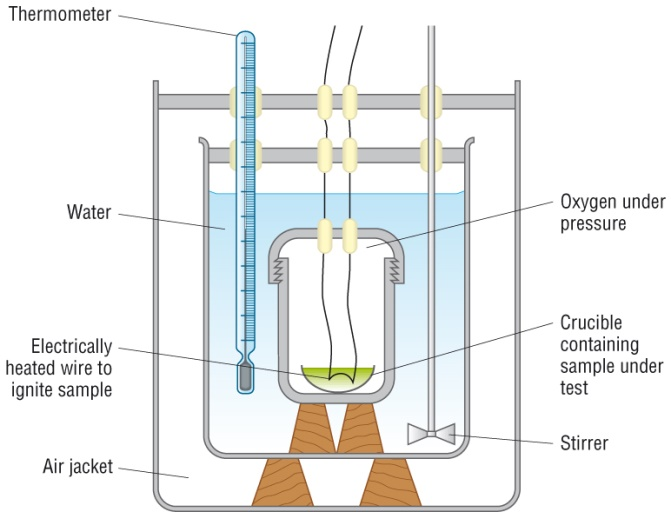 Thermometer
Water
Electrically
heated wire to
ignite sample
Air jacket
Oxygen under
pressure
Crucible
containing
sample under
test
Stirrer